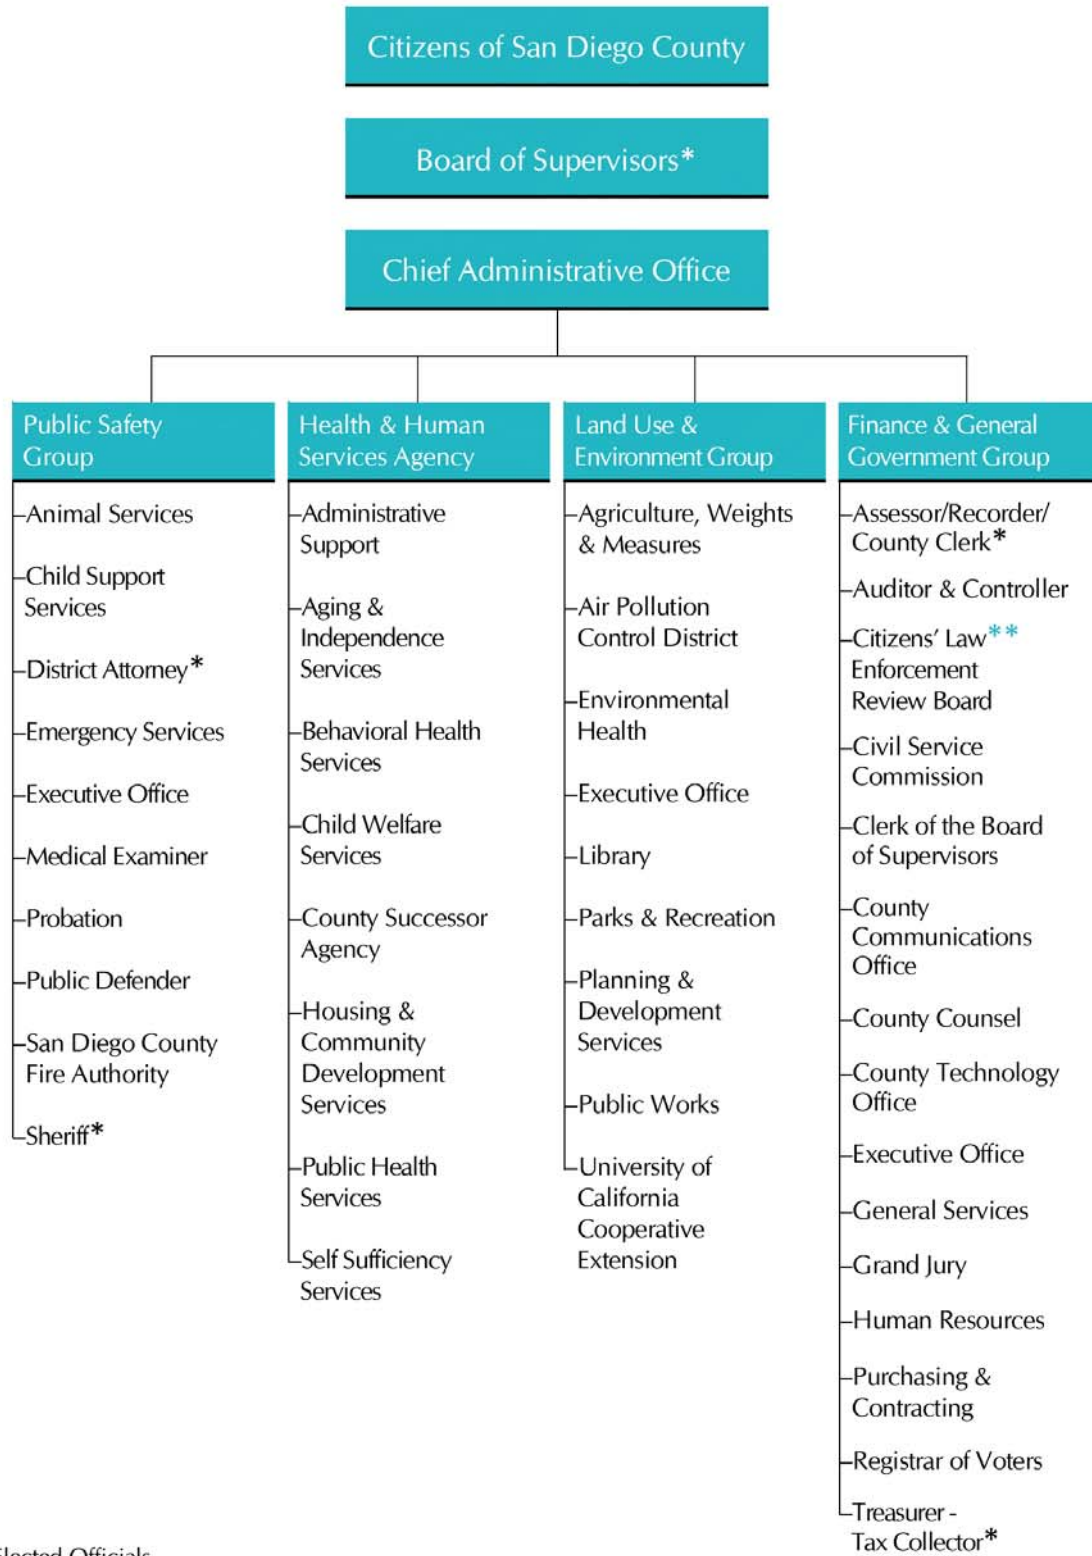 Citizens of San Diego County
Board of Supervisors*
Chief Administrative Office
Public Safety
Group
Animal Services
Child Support
Services
District Attorney*
Emergency Services
Executive Office
Medical Examiner
Probation
Public Defender
San Diego County
Fire Authority
Sheriff*
Health & Human
Services Agency
Administrative
Support
Aging &
Independence
Services
Behavioral Health
Services
Child Welfare
Services
County Successor
Agency
Housing &
Community
Development
Services
Public Health
Services
Self Sufficiency
Services
Land Use &
Environment Group
Agriculture, Weights
& Measures
Air Pollution
Control District
Environmental
Health
Executive Office
Library
Parks & Recreation
Planning &
Development
Services
Public Works
University of
California
Cooperative
Extension
Finance & General
Government Group
Assessor/Recorder/
County Clerk*
Auditor & Controller
Citizens’ Law**
Enforcement
Review Board
Civil Service
Commission
Clerk of the Board
of Supervisors
County
Communications
Office
County Counsel
County Technology
Office
Executive Office
General Services
Grand Jury
Human Resources
Purchasing &
Contracting
Registrar of Voters
Treasurer -
Tax Collector*